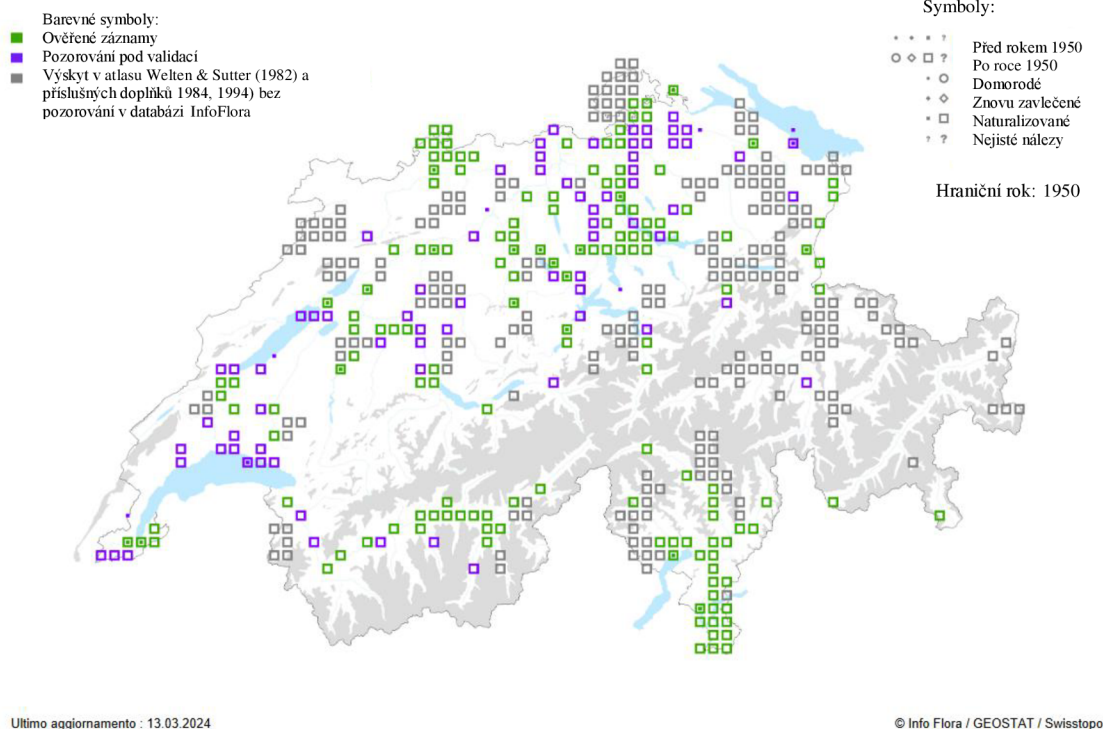 Barevné symboly:
Ověřené záznamy
Pozorování pod validací
Výskyt v atlasu Welten & Sutter (1982) a
příslušných doplňků 1984, 1994) bez
pozorování v databázi InfoFlora
Symboly:
Před rokem 1950
Po roce 1950
Domorodé
Znovu zavlečené
Naturalizované
Nejisté nálezy
Hraniční rok: 1950
Ultimo aggiornamento : 13.03.2024
© Info Flora / GEOSTAT / Swisstopo